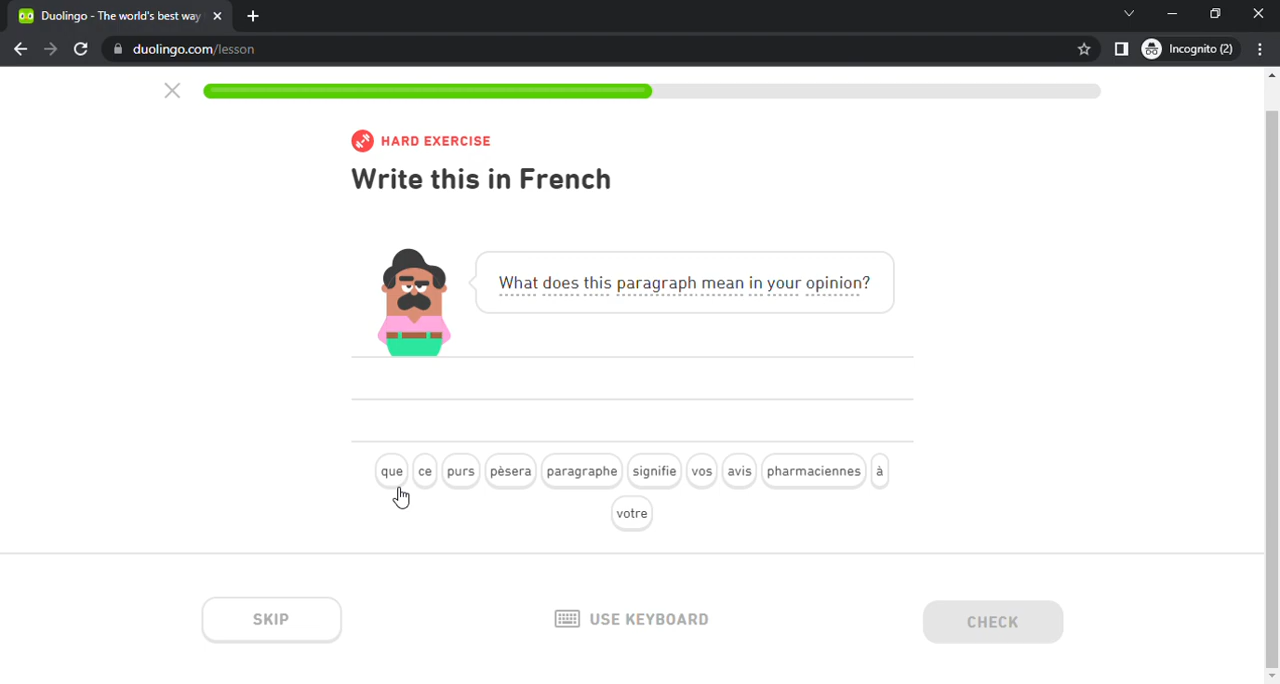 Duolingo - The world's best way
duolingo.com/lesson
Incognito (2)
HARD EXERCISE
Write this in French
What does this paragraph mean in your opinion?
que ce purs pèsera paragraphe signifie vos avis pharmaciennes à
votre
SKIP USE KEYBOARD CHECK